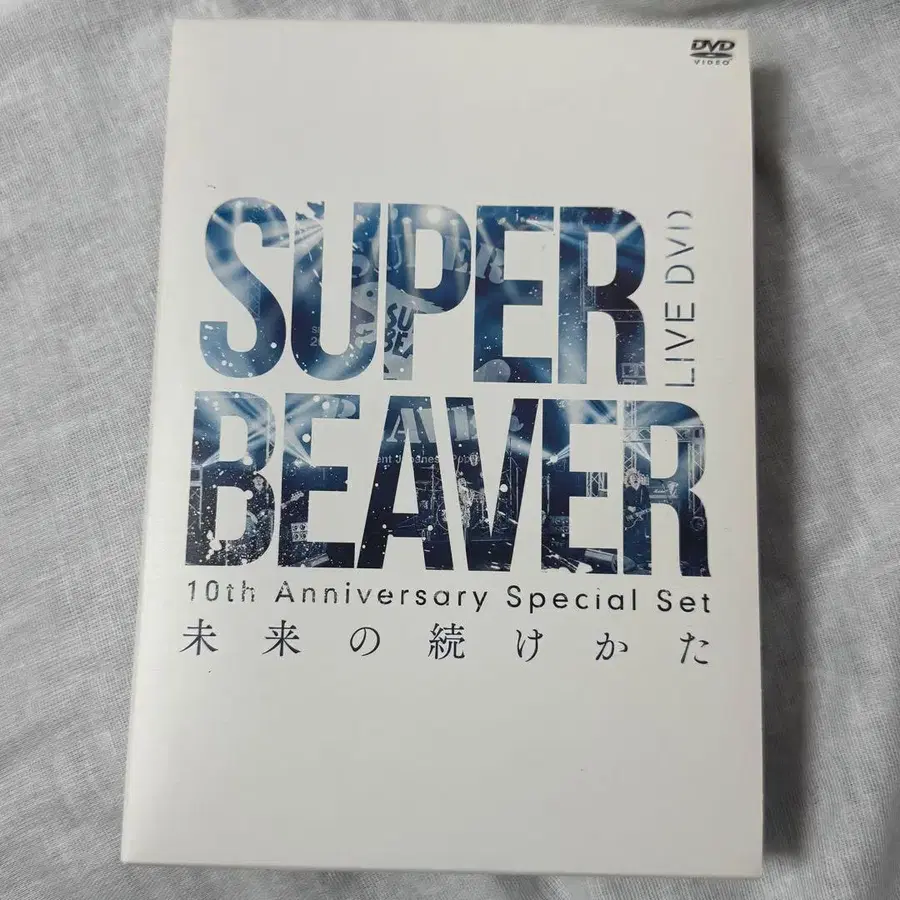 DVD
VIDEO
SUPER
LIVE DVD
BEAVER
10th Anniversary Special Set
未来の続けかた